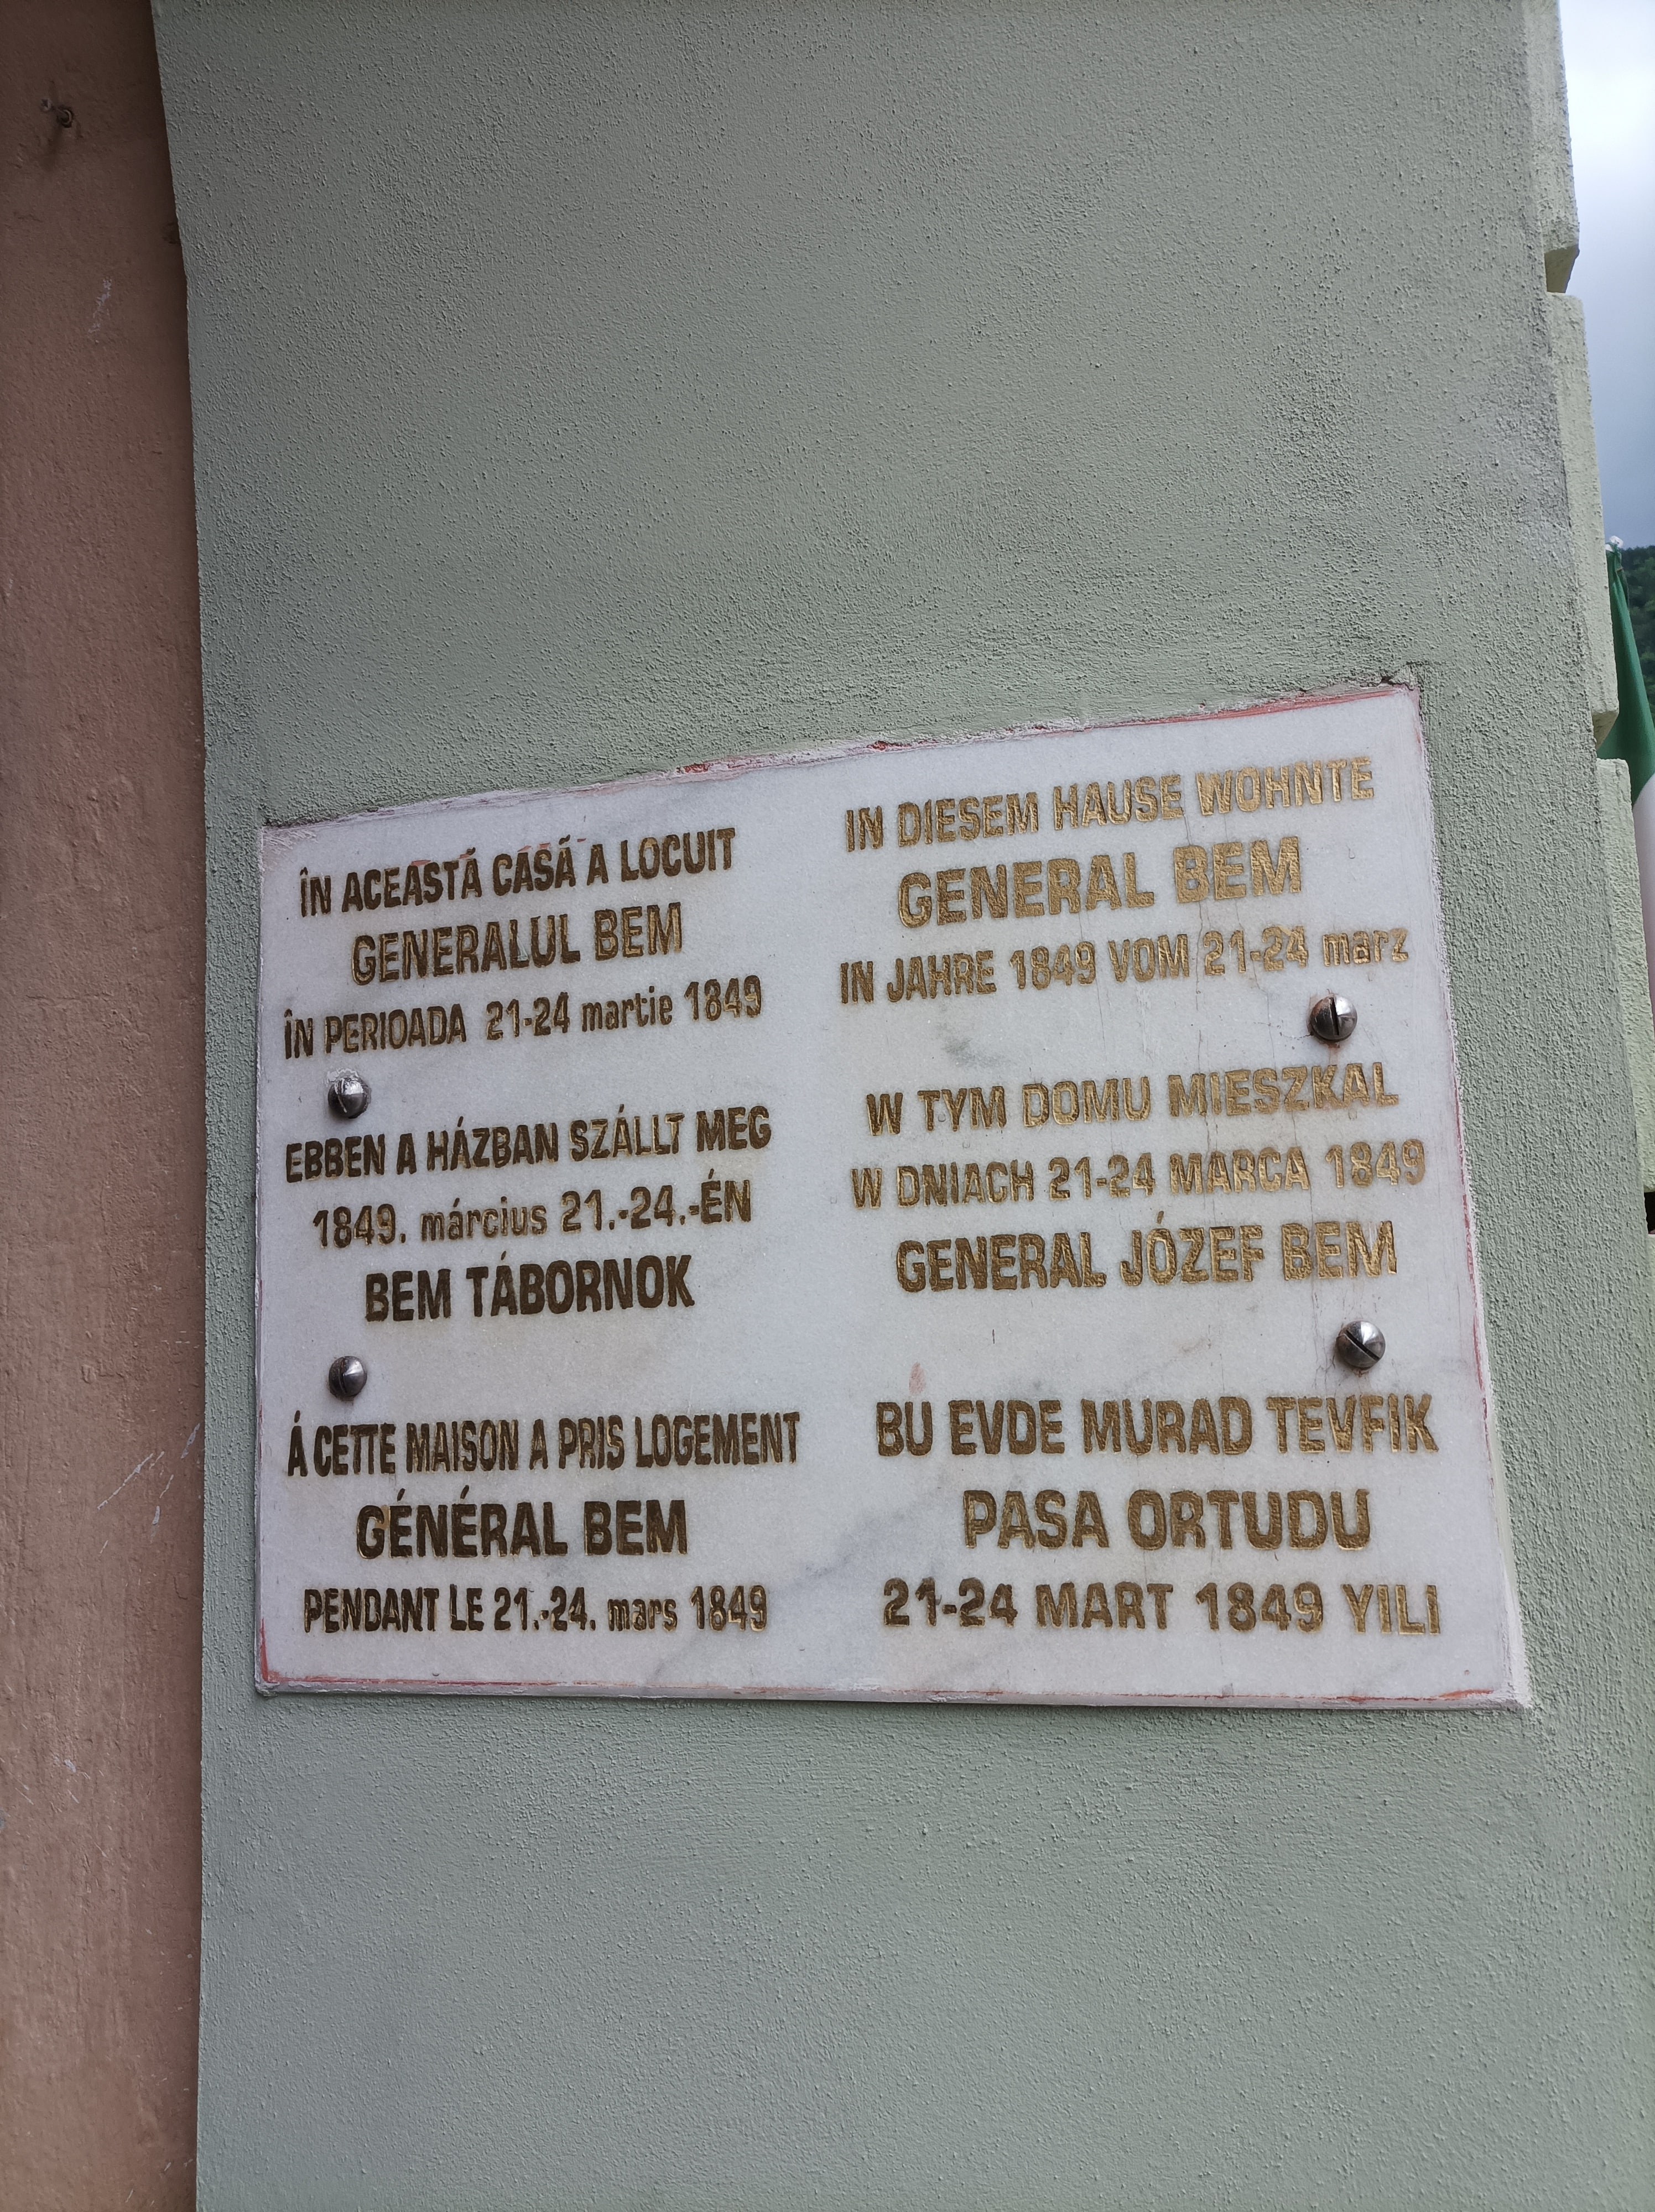 ÎN ACEASTĂ CASĂ A LOCUIT
GENERALUL BEM
ÎN PERIOADA 21-24 martie 1849
EBBEN A HÁZBAN SZÁLLT MEG
1849. március 21.-24.-ÉN
BEM TÁBORNOK
Á CETTE MAISON A PRIS LOGEMENT
GÉNÉRAL BEM
PENDANT LE 21.-24. mars 1849
IN DIESEM HAUSE WOHNTE
GENERAL BEM
IN JAHRE 1849 VOM 21-24 marz
W TYM DOMU MIESZKAL
W DNIACH 21-24 MARCA 1849
GENERAL JÓZEF BEM
BU EVDE MURAD TEVFIK
PASA ORTUDU
21-24 MART 1849 YILI